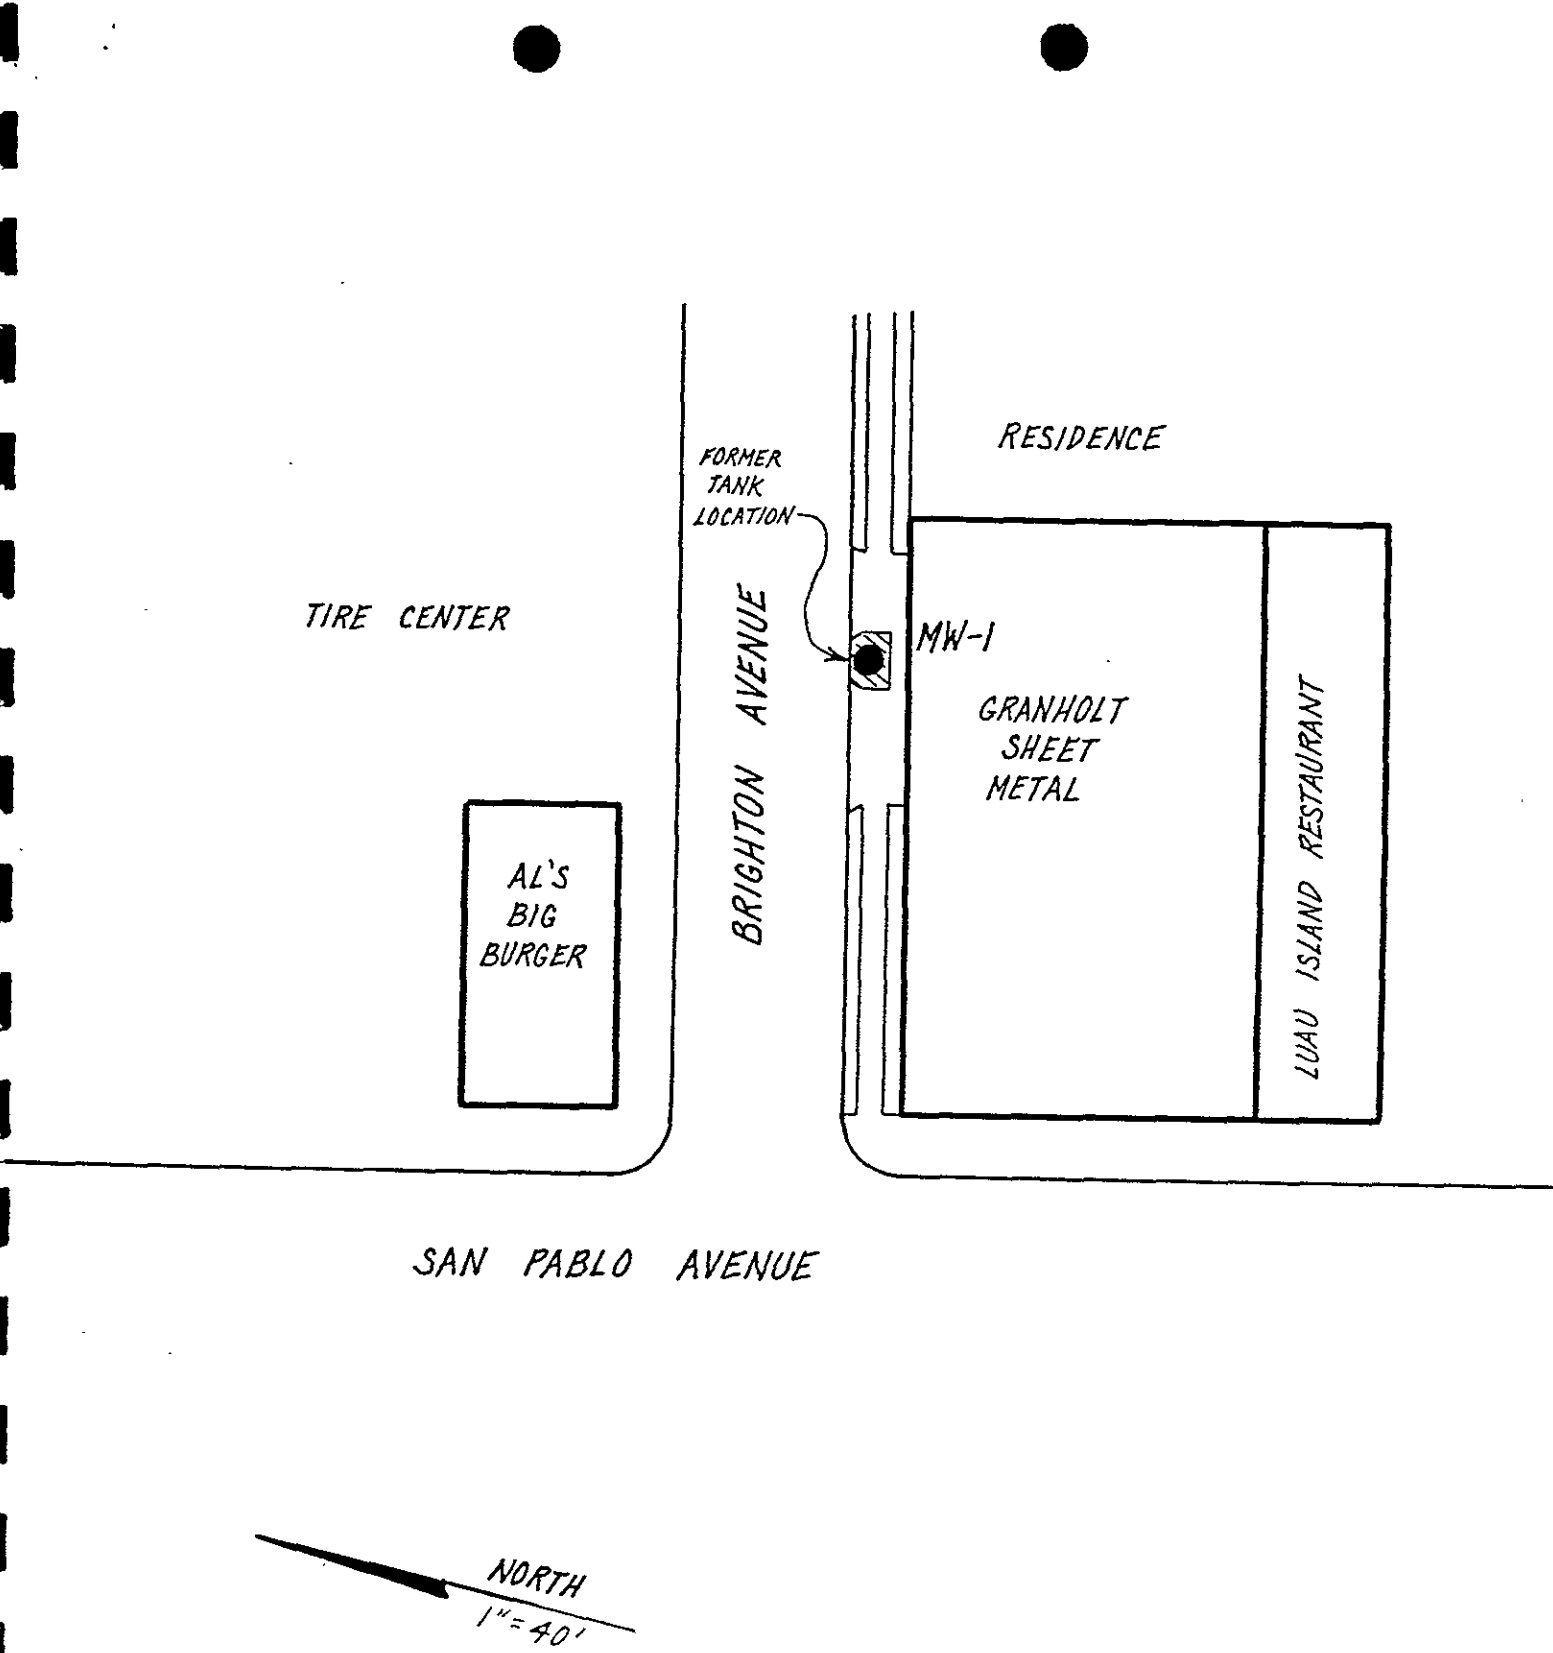 RESIDENCE
FORMER
TANK
LOCATION
TIRE CENTER
MW-1
BRIGHTON AVENUE
GRANHOLT
SHEET
METAL
LUAU ISLAND RESTAURANT
AL'S
BIG
BURGER
SAN PABLO AVENUE
NORTH
1"=40'